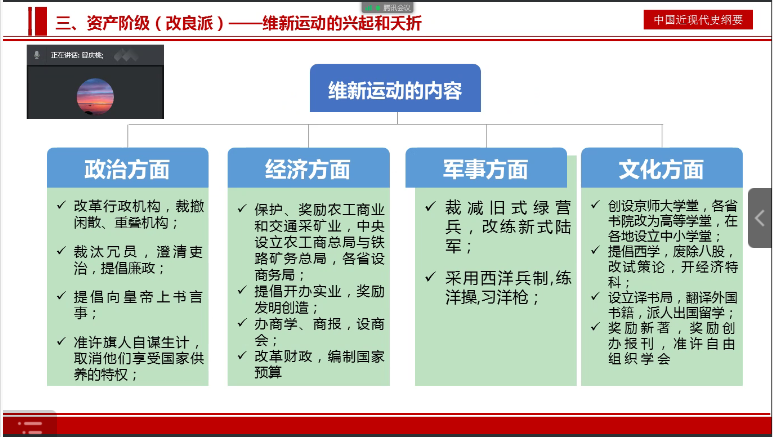 腾讯会议
三、资产阶级（改良派）——维新运动的兴起和夭折
中国近现代史纲要
正在讲话:
维新运动的内容
政治方面
改革行政机构，裁撤
闲散、重叠机构；
裁汰冗员，澄清吏
治，提倡廉政；
提倡向皇帝上书言
事；
准许旗人自谋生计，
取消他们享受国家供
养的特权；
经济方面
保护、奖励农工商业
和交通采矿业，中央
设立农工商总局与铁
路矿务总局，各省设
商务局；
提倡开办实业，奖励
发明创造；
办商学、商报，设商
会；
改革财政，编制国家
预算
军事方面
裁减旧式绿营
兵，改练新式陆
军；
采用西洋兵制,练
洋操,习洋枪；
文化方面
创设京师大学堂，各省
书院改为高等学堂，在
各地设立中小学堂；
提倡西学，废除八股，
改试策论，开经济特
科；
设立译书局，翻译外国
书籍，派人出国留学；
奖励新著，奖励创
办报刊，准许自由
组织学会